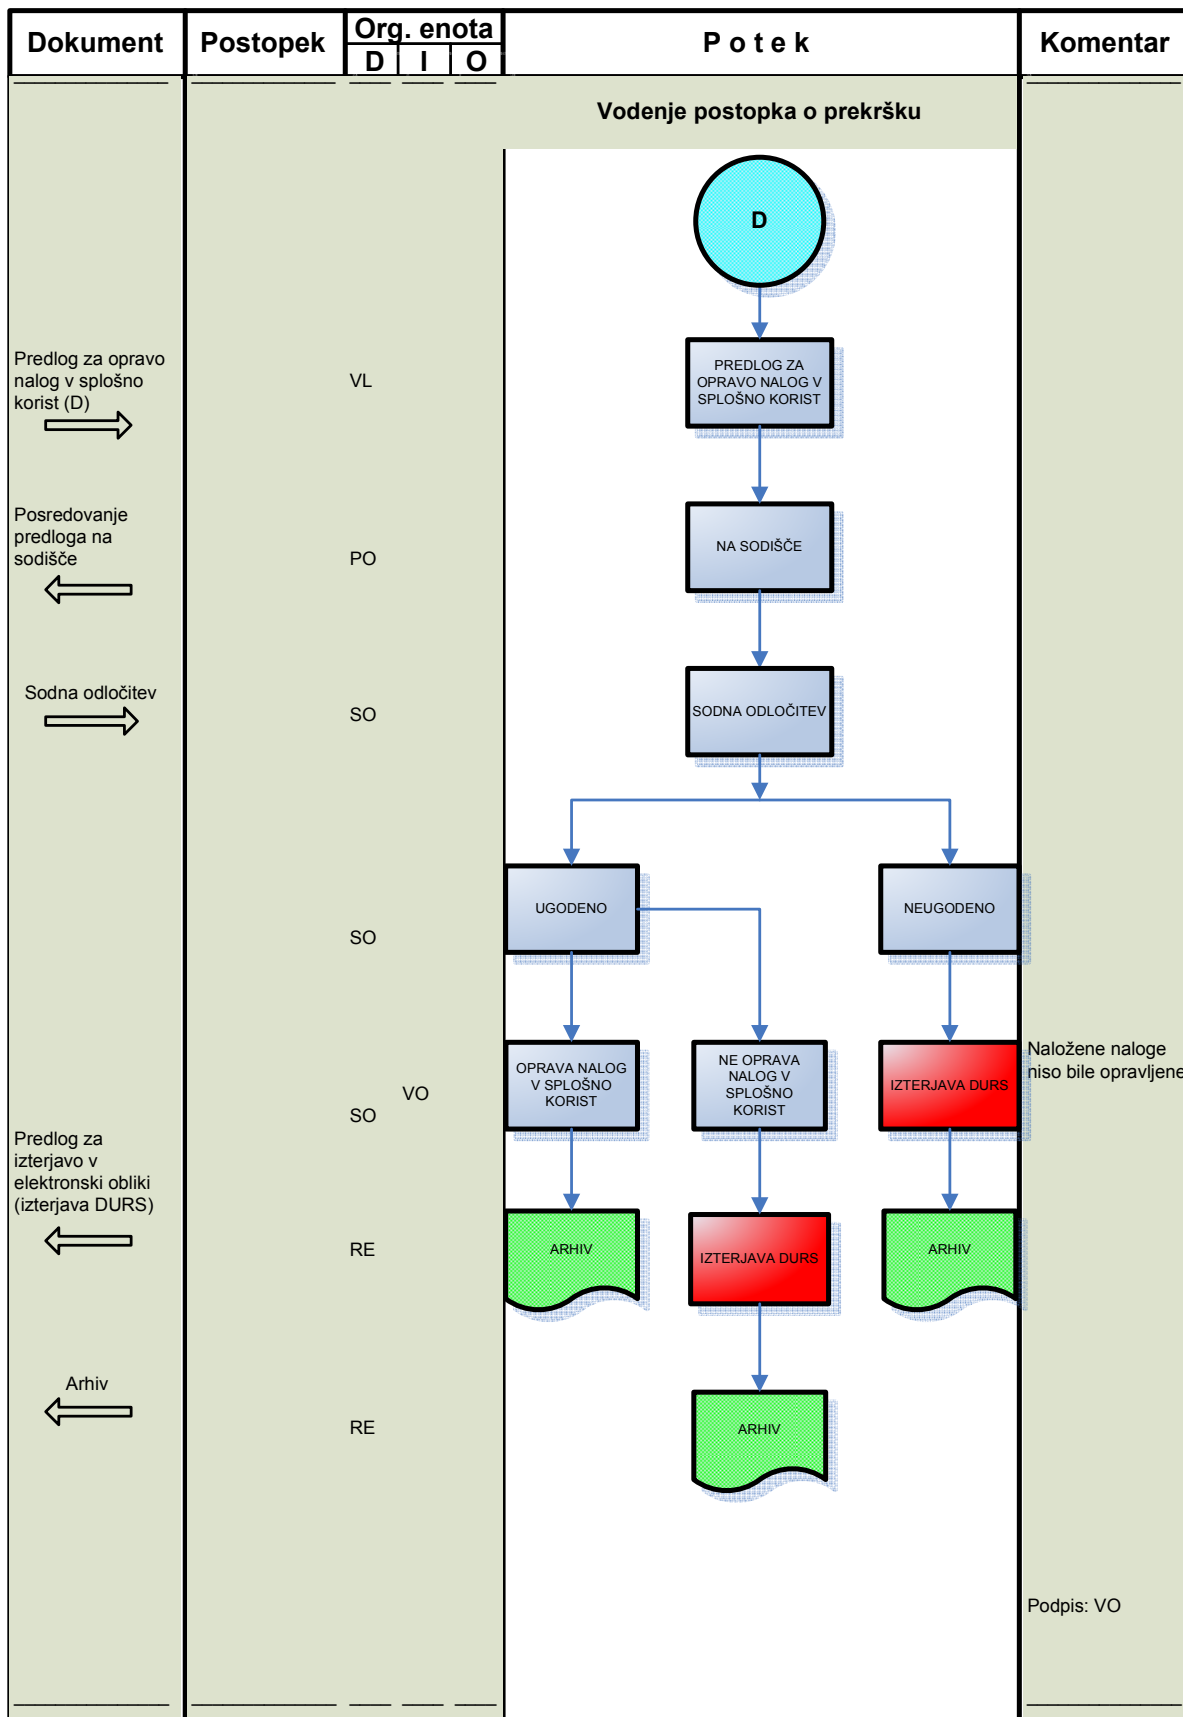 Dokument
Postopek
Org. enota
D I O
P o t e k
Komentar
Vodenje postopka o prekršku
D
Predlog za opravo
nalog v splošno
korist (D)
VL
PREDLOG ZA
OPRAVO NALOG V
SPLOŠNO KORIST
Posredovanje
predloga na
sodišče
PO
NA SODIŠČE
Sodna odločitev
SO
SODNA ODLOČITEV
SO
UGODENO
NEUGODENO
SO
VO
OPRAVA NALOG
V SPLOŠNO
KORIST
NE OPRAVA
NALOG V
SPLOŠNO
KORIST
IZTERJAVA DURS
Naložene naloge
niso bile opravljene
Predlog za
izterjavo v
elektronski obliki
(izterjava DURS)
RE
ARHIV
IZTERJAVA DURS
ARHIV
Arhiv
RE
ARHIV
Podpis: VO